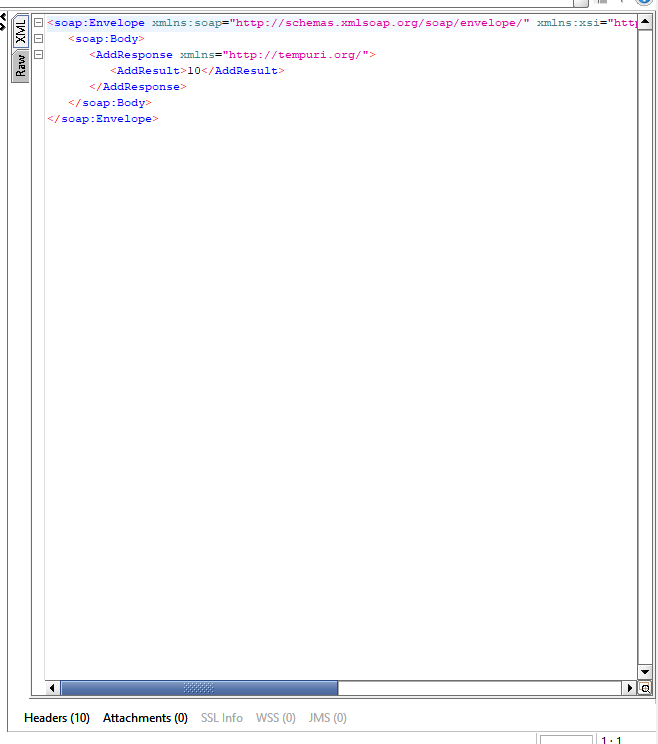 XML
Raw
<soap:Envelope xmlns:soap="http://schemas.xmlsoap.org/soap/envelope/" xmlns:xsi="http
<soap:Body>
<AddResponse xmlns="http://tempuri.org/">
<AddResult>10</AddResult>
</AddResponse>
</soap:Body>
</soap:Envelope>
Headers (10) Attachments (0) SSL Info WSS (0) JMS (0)
1 : 1